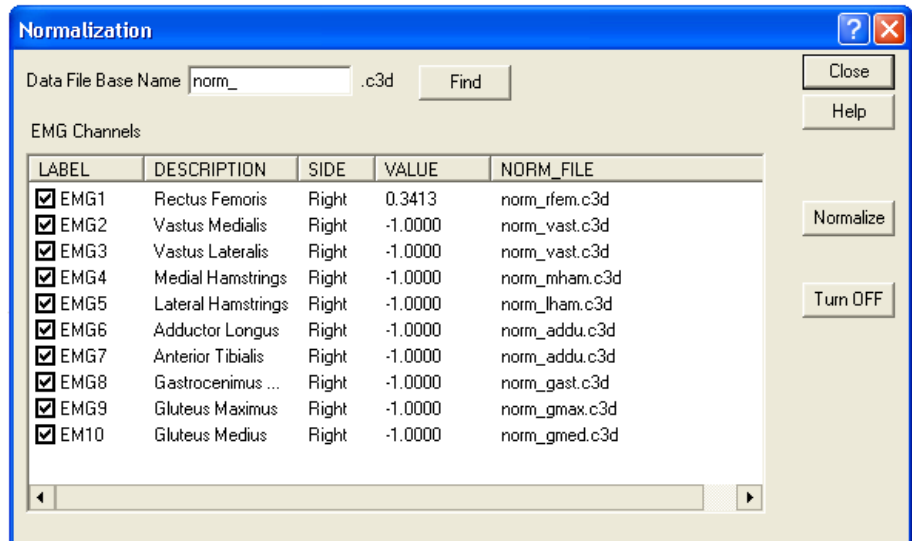 Normalization
Data File Base Name norm_ .c3d Find Close
Help
EMG Channels
LABEL DESCRIPTION SIDE VALUE NORM_FILE
EMG1 Rectus Femoris Right 0.3413 norm_rfem.c3d
EMG2 Vastus Medialis Right -1.0000 norm_vast.c3d
EMG3 Vastus Lateralis Right -1.0000 norm_vast.c3d
EMG4 Medial Hamstrings Right -1.0000 norm_mham.c3d
EMG5 Lateral Hamstrings Right -1.0000 norm_lham.c3d
EMG6 Adductor Longus Right -1.0000 norm_addu.c3d
EMG7 Anterior Tibialis Right -1.0000 norm_addu.c3d
EMG8 Gastrocenimus ... Right -1.0000 norm_gast.c3d
EMG9 Gluteus Maximus Right -1.0000 norm_gmax.c3d
EM10 Gluteus Medius Right -1.0000 norm_gmed.c3d
Normalize
Turn OFF